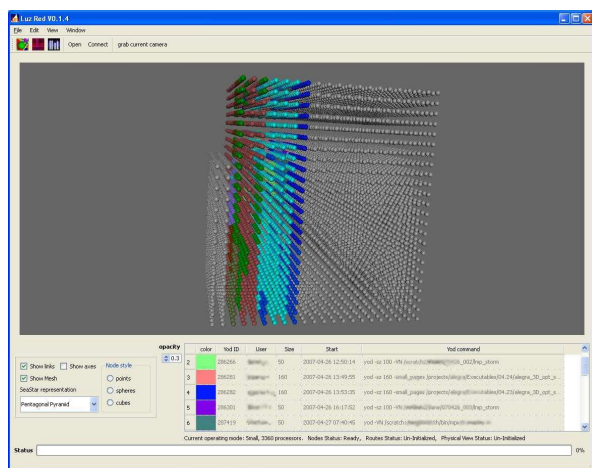 Luz Red V0.1.4
File Edit View Window
Open Connect grab current camera
opacity
0.3
Show links Show axes
Show Mesh
SeaStar representation
Pentagonal Pyramid
Node style
points
spheres
cubes
color Yod ID User Size Start Yod command
2 286266 50 2007-04-26 12:50:14 yod -sz 100 -VN
3 286281 160 2007-04-26 13:49:55 yod -sz 160 -small_pages /projects/alegra/Executables/04.24/alegra_3D_opt_s...
4 286282 160 2007-04-26 13:53:35 yod -sz 160 -small_pages /projects/alegra/Executables/04.23/alegra_3D_opt_s...
5 286301 50 2007-04-26 16:17:52 yod -sz 100 -VN
6 287419 50 2007-04-27 07:40:45 yod -VN
Current operating mode: Small, 3360 processors. Nodes Status: Ready, Routes Status: Un-Initialized, Physical View Status: Un-Initialized
Status 0%